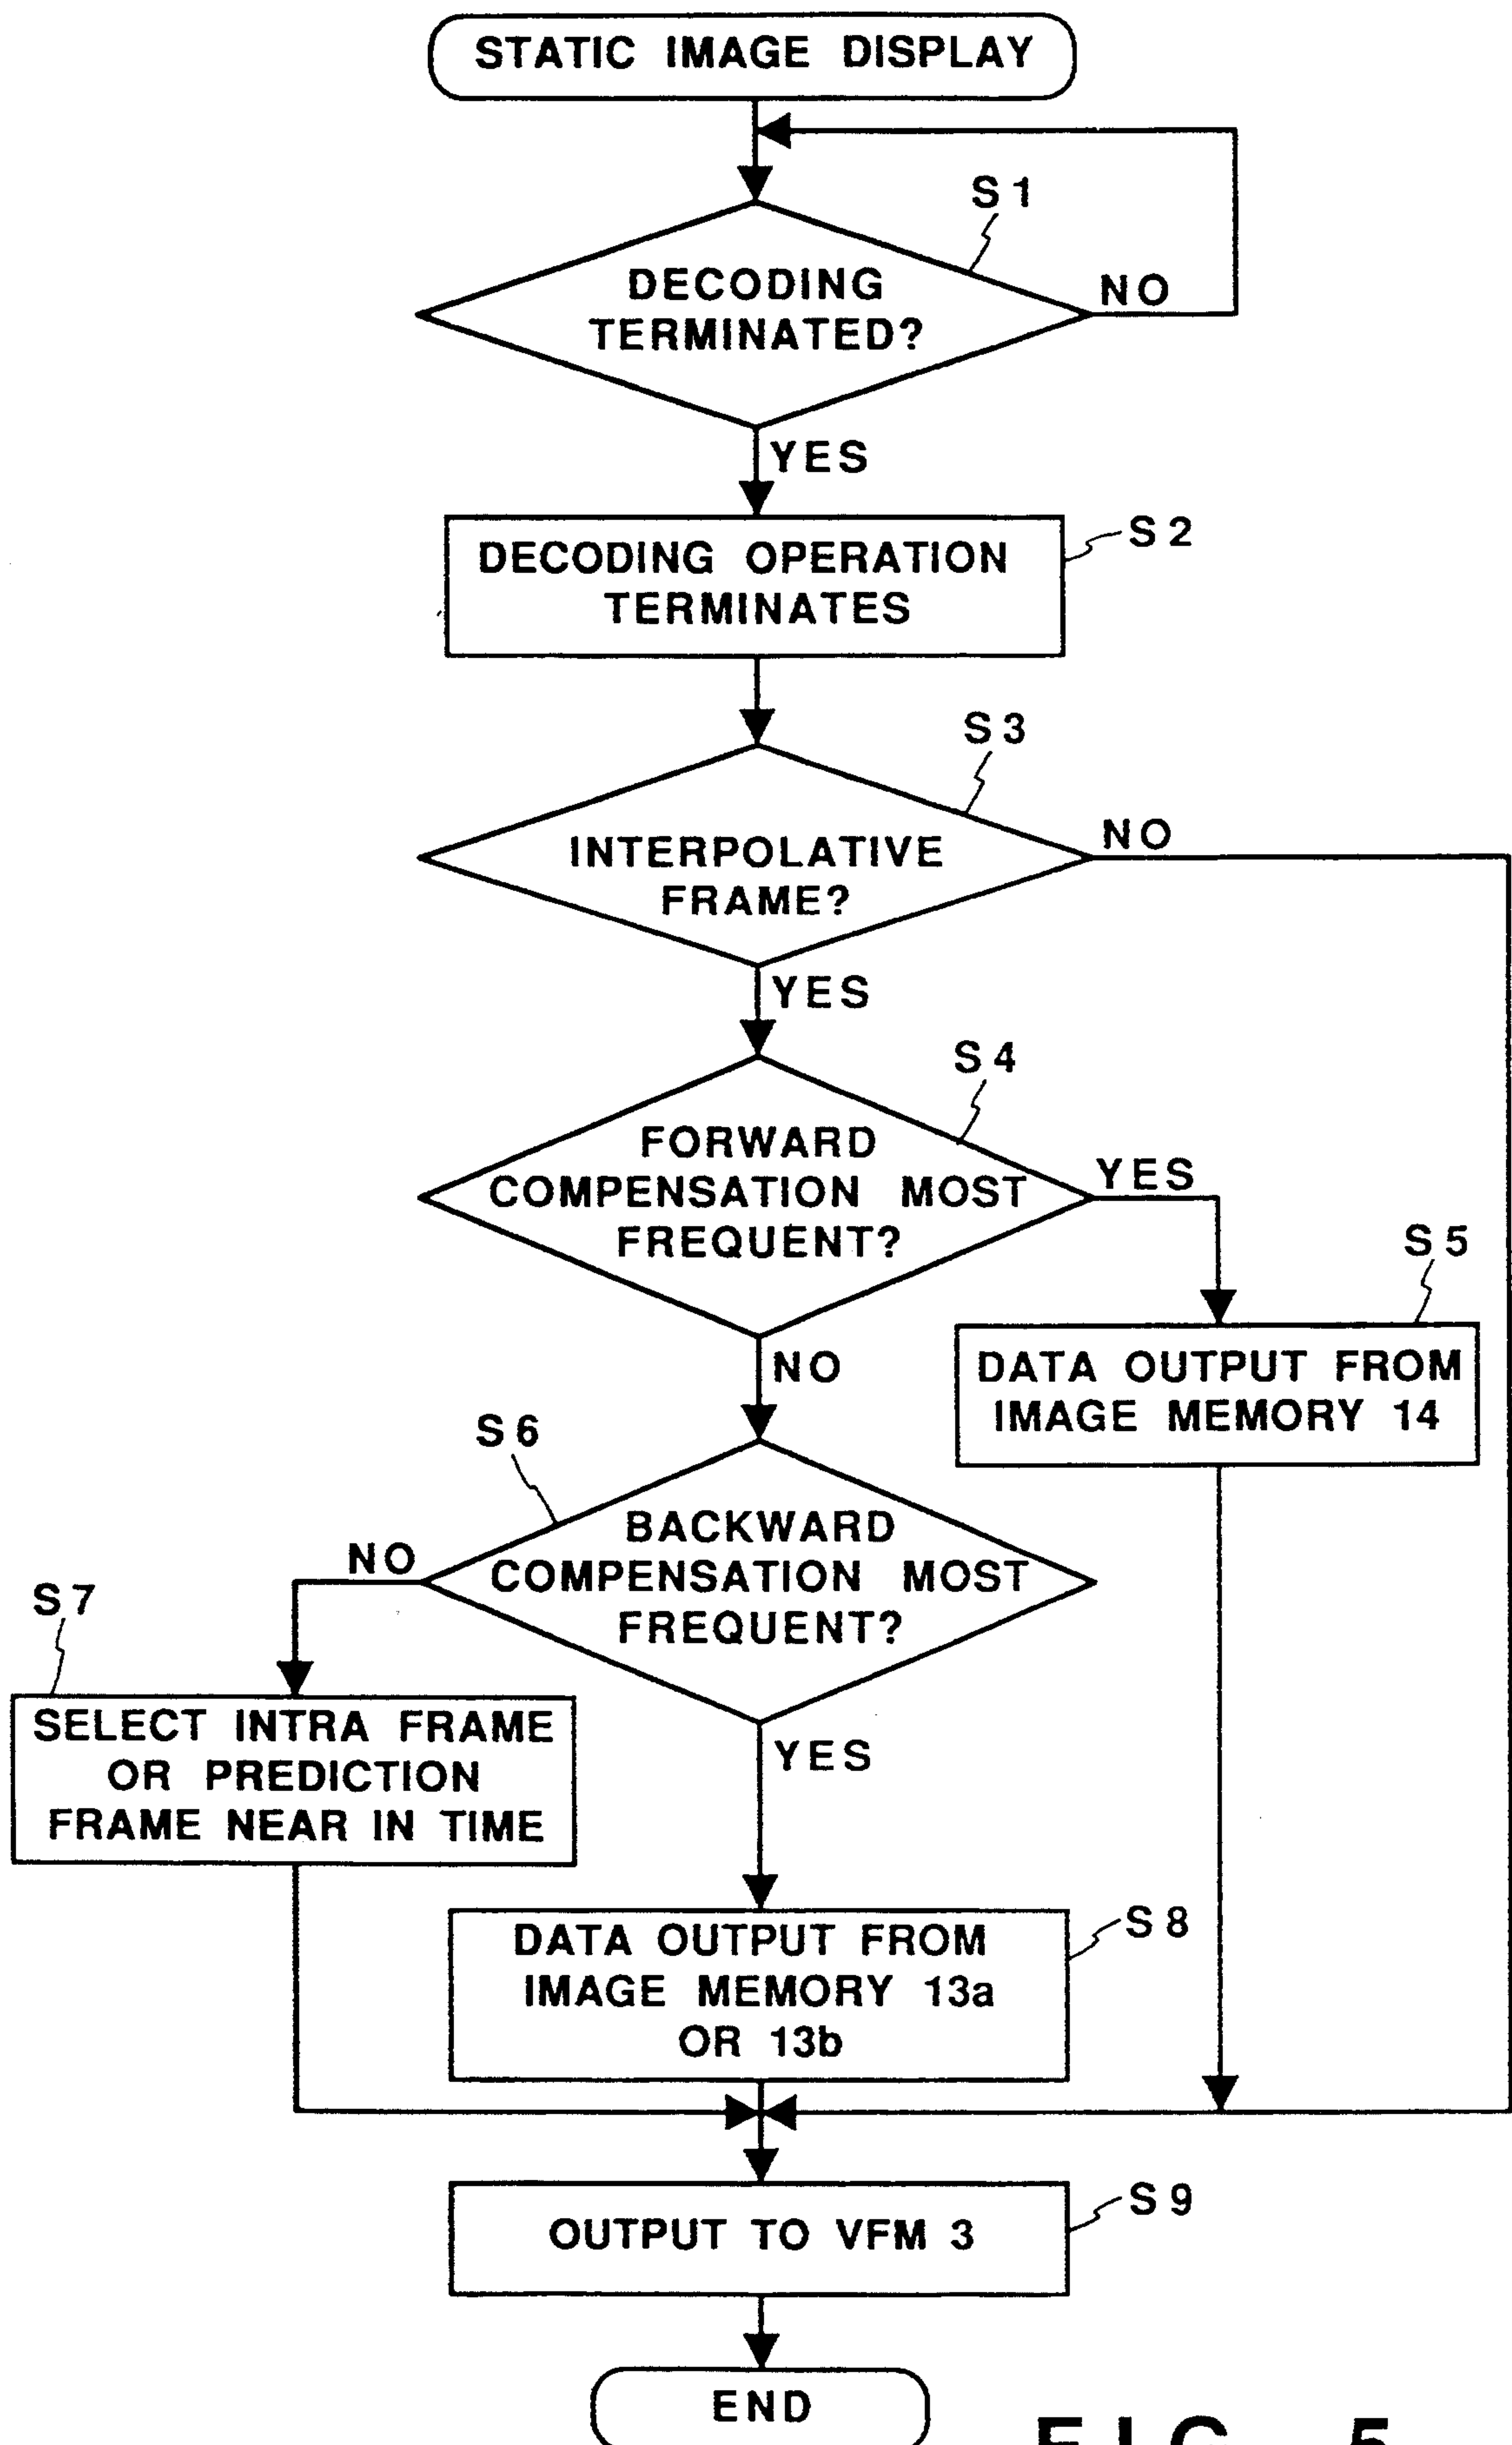 STATIC IMAGE DISPLAY
S1
DECODING
TERMINATED?
NO
YES
S2
DECODING OPERATION
TERMINATES
S3
INTERPOLATIVE
FRAME?
NO
YES
S4
FORWARD
COMPENSATION MOST
FREQUENT?
YES
S5
DATA OUTPUT FROM
IMAGE MEMORY 14
NO
S6
BACKWARD
COMPENSATION MOST
FREQUENT?
NO
S7
SELECT INTRA FRAME
OR PREDICTION
FRAME NEAR IN TIME
YES
S8
DATA OUTPUT FROM
IMAGE MEMORY 13a
OR 13b
S9
OUTPUT TO VFM 3
END
FIG. 5